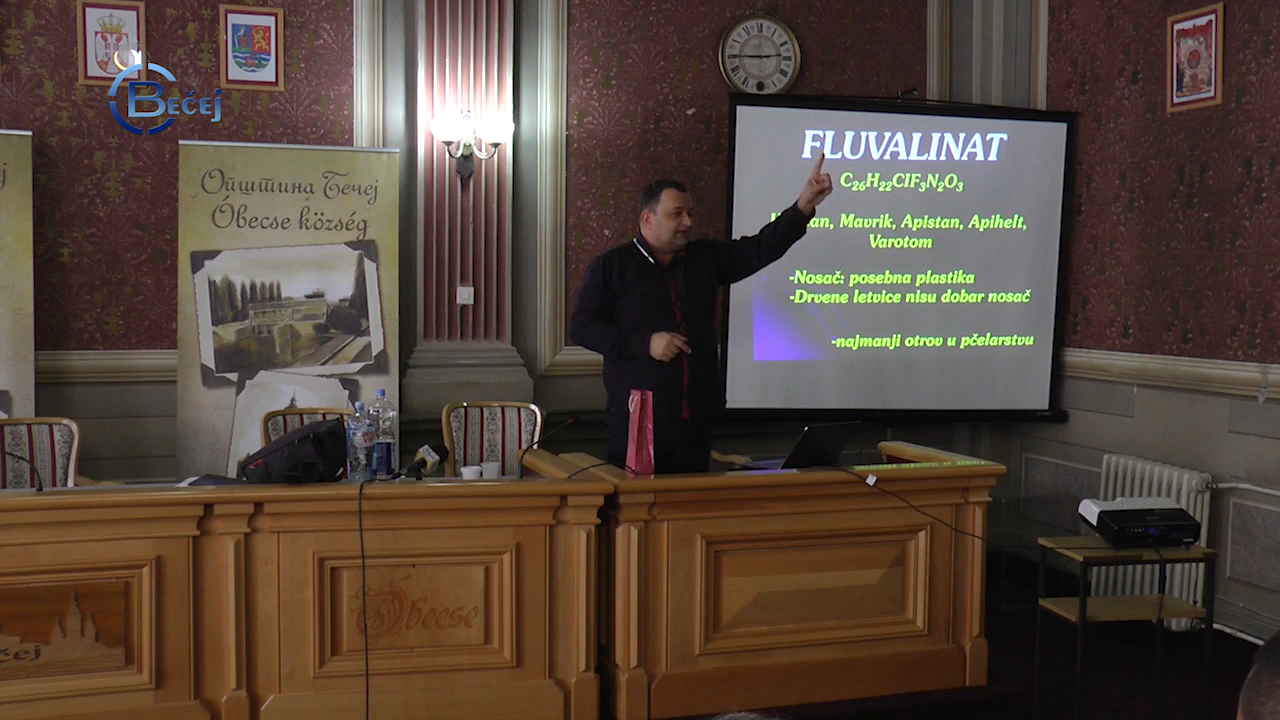 BEČEJ
Општина Бечеј
Óbecse község
FLUVALINAT
C₂₆H₂₂ClF₃N₂O₃
Mavrik, Apistan, Apihelt,
Varotom
-Nosač: posebna plastika
-Drvene letvice nisu dobar nosač
-najmanji otrov u pčelarstvu
Óbecse